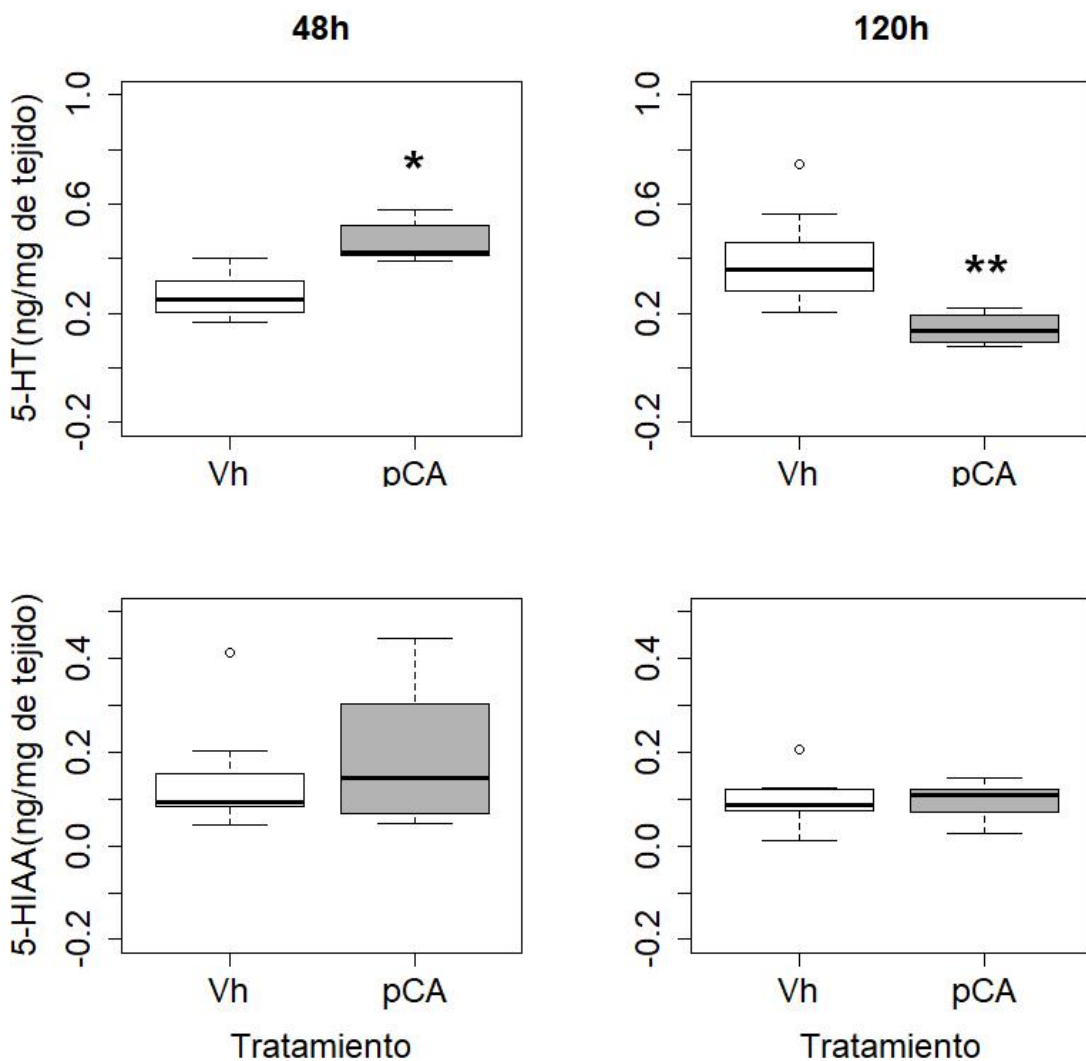 48h
120h
5-HT(ng/mg de tejido)
1.0
0.6
0.2
-0.2
*
Vh
pCA
1.0
0.6
0.2
-0.2
**
Vh
pCA
5-HIAA(ng/mg de tejido)
0.4
0.2
0.0
-0.2
Vh
pCA
Tratamiento
0.4
0.2
0.0
-0.2
Vh
pCA
Tratamiento